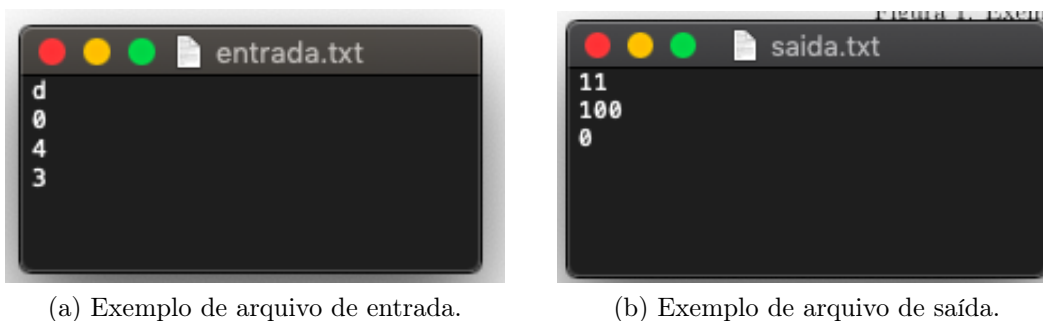 entrada.txt
d
0
4
3
saida.txt
11
100
0
(a) Exemplo de arquivo de entrada.
(b) Exemplo de arquivo de saída.